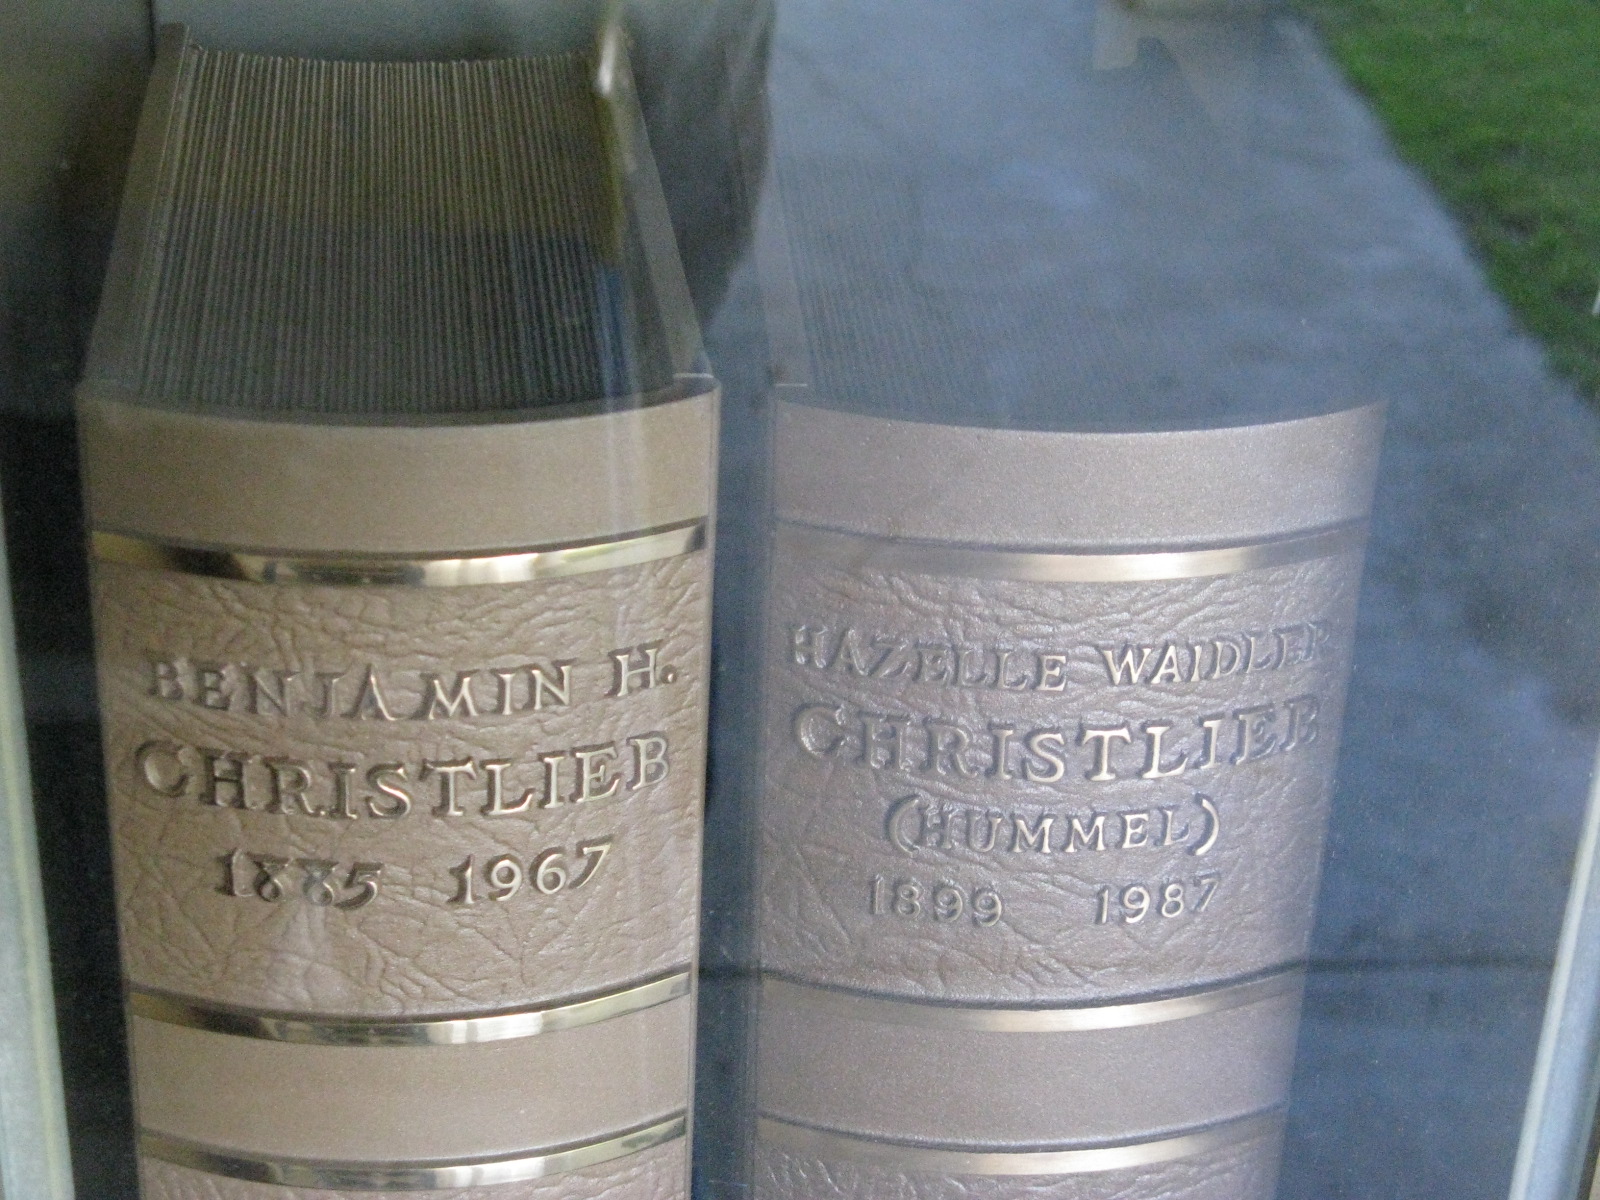 BENJAMIN H.
CHRISTLIEB
1885 1967
HAZELLE WAIDLER
CHRISTLIEB
(HUMMEL)
1899 1987